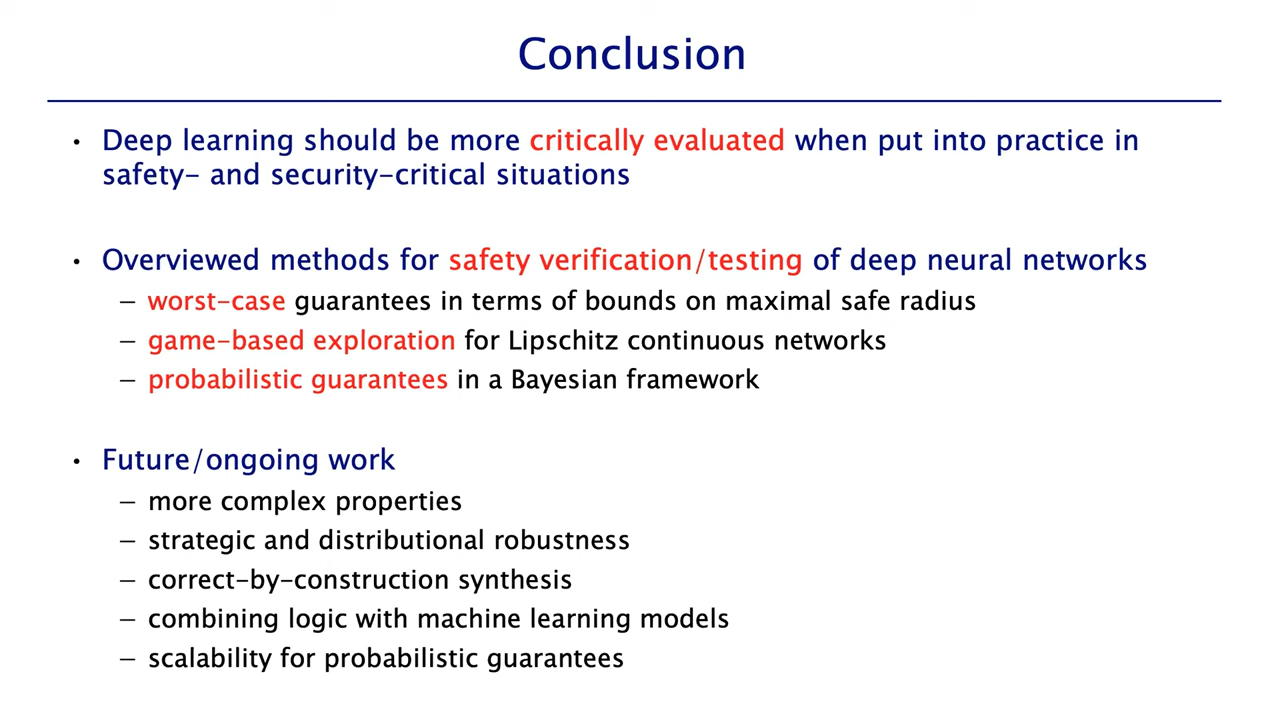 Conclusion
• Deep learning should be more critically evaluated when put into practice in
safety- and security-critical situations
• Overviewed methods for safety verification/testing of deep neural networks
– worst-case guarantees in terms of bounds on maximal safe radius
– game-based exploration for Lipschitz continuous networks
– probabilistic guarantees in a Bayesian framework
• Future/ongoing work
– more complex properties
– strategic and distributional robustness
– correct-by-construction synthesis
– combining logic with machine learning models
– scalability for probabilistic guarantees